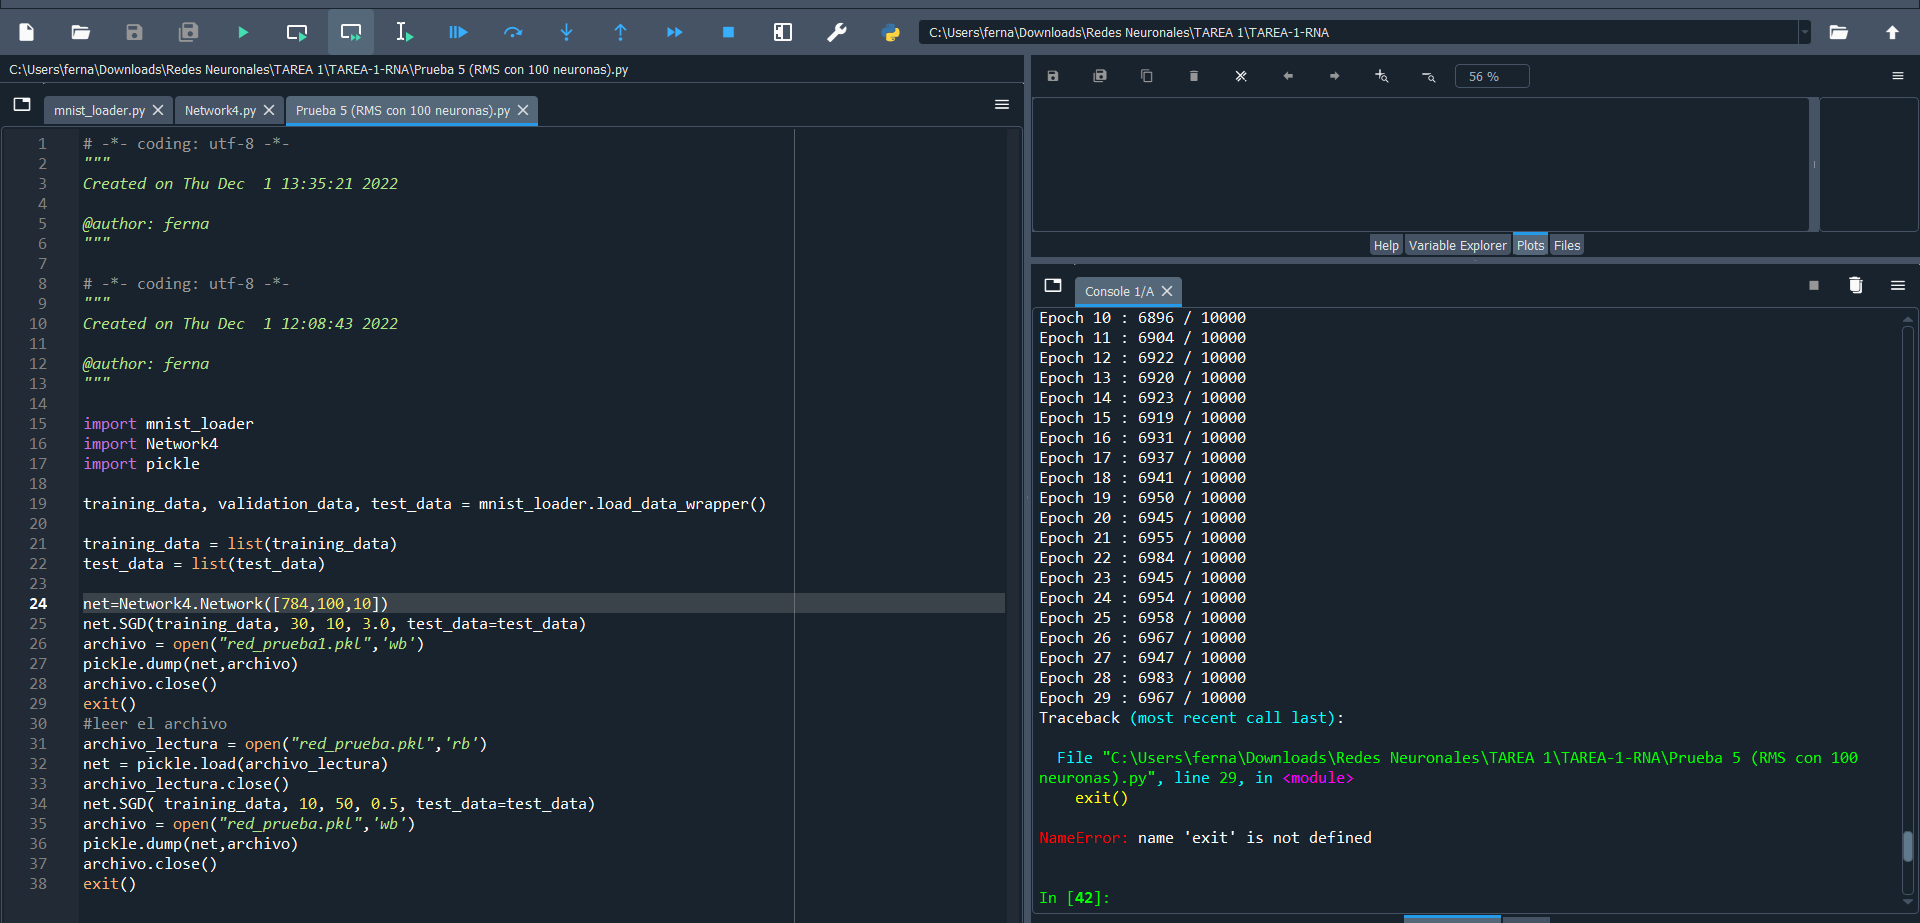 C:\Users\ferna\Downloads\Redes Neuronales\TAREA 1\TAREA-1-RNA
C:\Users\ferna\Downloads\Redes Neuronales\TAREA 1\TAREA-1-RNA\Prueba 5 (RMS con 100 neuronas).py
mnist_loader.py
Network4.py
Prueba 5 (RMS con 100 neuronas).py
1 # -*- coding: utf-8 -*-
2 """
3 Created on Thu Dec  1 13:35:21 2022
4
5 @author: ferna
6 """
7
8 # -*- coding: utf-8 -*-
9 """
10 Created on Thu Dec  1 12:08:43 2022
11
12 @author: ferna
13 """
14
15 import mnist_loader
16 import Network4
17 import pickle
18
19 training_data, validation_data, test_data = mnist_loader.load_data_wrapper()
20
21 training_data = list(training_data)
22 test_data = list(test_data)
23
24 net=Network4.Network([784,100,10])
25 net.SGD(training_data, 30, 10, 3.0, test_data=test_data)
26 archivo = open("red_prueba1.pkl",'wb')
27 pickle.dump(net,archivo)
28 archivo.close()
29 exit()
30 #leer el archivo
31 archivo_lectura = open("red_prueba.pkl",'rb')
32 net = pickle.load(archivo_lectura)
33 archivo_lectura.close()
34 net.SGD( training_data, 10, 50, 0.5, test_data=test_data)
35 archivo = open("red_prueba.pkl",'wb')
36 pickle.dump(net,archivo)
37 archivo.close()
38 exit()
56 %
Help
Variable Explorer
Plots
Files
Console 1/A
Epoch 10 : 6896 / 10000
Epoch 11 : 6904 / 10000
Epoch 12 : 6922 / 10000
Epoch 13 : 6920 / 10000
Epoch 14 : 6923 / 10000
Epoch 15 : 6919 / 10000
Epoch 16 : 6931 / 10000
Epoch 17 : 6937 / 10000
Epoch 18 : 6941 / 10000
Epoch 19 : 6950 / 10000
Epoch 20 : 6945 / 10000
Epoch 21 : 6955 / 10000
Epoch 22 : 6984 / 10000
Epoch 23 : 6945 / 10000
Epoch 24 : 6954 / 10000
Epoch 25 : 6958 / 10000
Epoch 26 : 6967 / 10000
Epoch 27 : 6947 / 10000
Epoch 28 : 6983 / 10000
Epoch 29 : 6967 / 10000
Traceback (most recent call last):
File "C:\Users\ferna\Downloads\Redes Neuronales\TAREA 1\TAREA-1-RNA\Prueba 5 (RMS con 100
neuronas).py", line 29, in <module>
exit()
NameError: name 'exit' is not defined
In [42]: